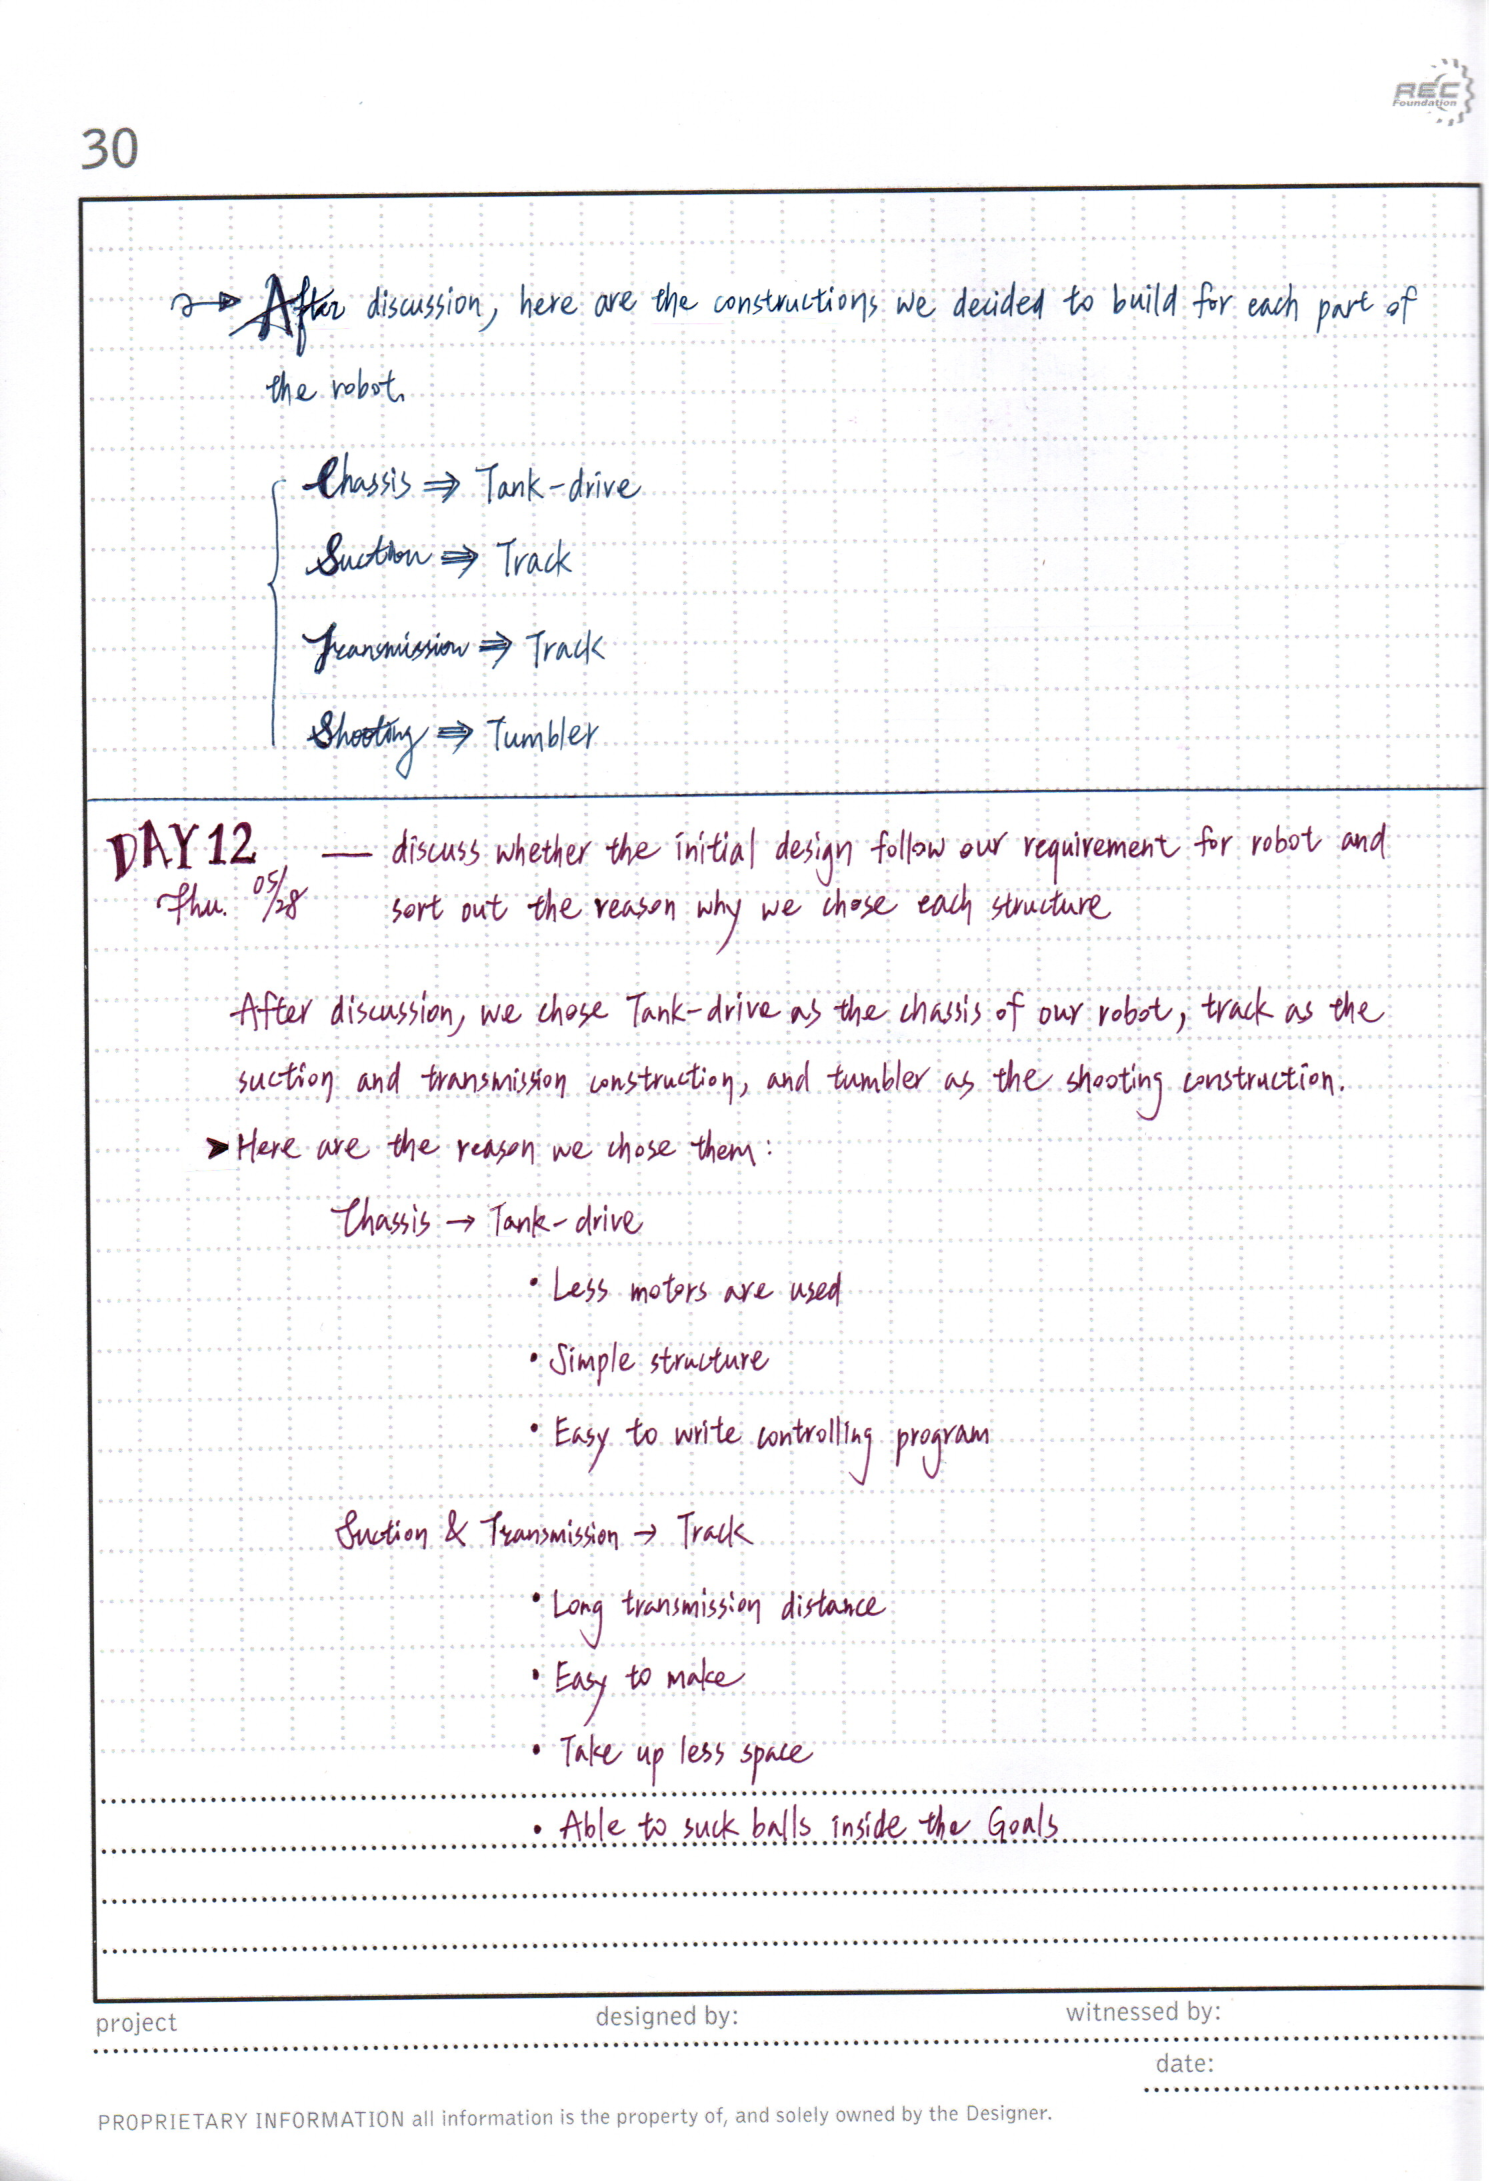 REC
Foundation
30
After discussion, here are the constructions we decided to build for each part of
the robot.
Chassis ⇒ Tank-drive
Suction ⇒ Track
Transmission ⇒ Track
Shooting ⇒ Tumbler
DAY 12 — discuss whether the initial design follow our requirement for robot and
Thu. 05/28 sort out the reason why we chose each structure
After discussion, we chose Tank-drive as the chassis of our robot, track as the
suction and transmission construction, and tumbler as the shooting construction.
➤ Here are the reason we chose them:
Chassis → Tank-drive
• Less motors are used
• Simple structure
• Easy to write controlling program
Suction & Transmission → Track
• Long transmission distance
• Easy to make
• Take up less space
• Able to suck balls inside the Goals
project designed by: witnessed by:
date:
PROPRIETARY INFORMATION all information is the property of, and solely owned by the Designer.